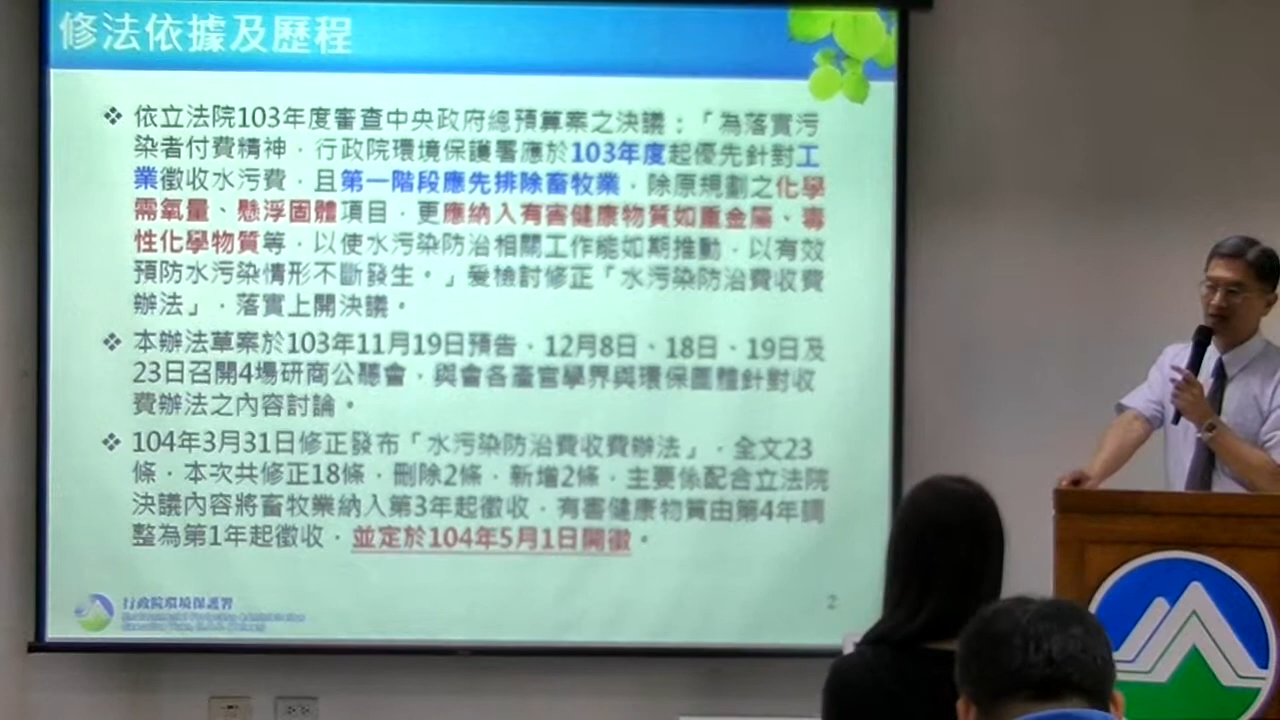 修法依據及歷程
❖ 依立法院103年度審查中央政府總預算案之決議：「為落實污
染者付費精神，行政院環境保護署應於103年度起優先針對工
業徵收水污費，且第一階段應先排除畜牧業，除原規劃之化學
需氧量、懸浮固體項目，更應納入有害健康物質如重金屬、毒
性化學物質等，以使水污染防治相關工作能如期推動，以有效
預防水污染情形不斷發生。」爰檢討修正「水污染防治費收費
辦法」，落實上開決議。
❖ 本辦法草案於103年11月19日預告，12月8日、18日、19日及
23日召開4場研商公聽會，與會各產官學界與環保團體針對收
費辦法之內容討論。
❖ 104年3月31日修正發布「水污染防治費收費辦法」，全文23
條，本次共修正18條，刪除2條，新增2條，主要係配合立法院
決議內容將畜牧業納入第3年起徵收，有害健康物質由第4年調
整為第1年起徵收，並定於104年5月1日開徵。
行政院環境保護署
2